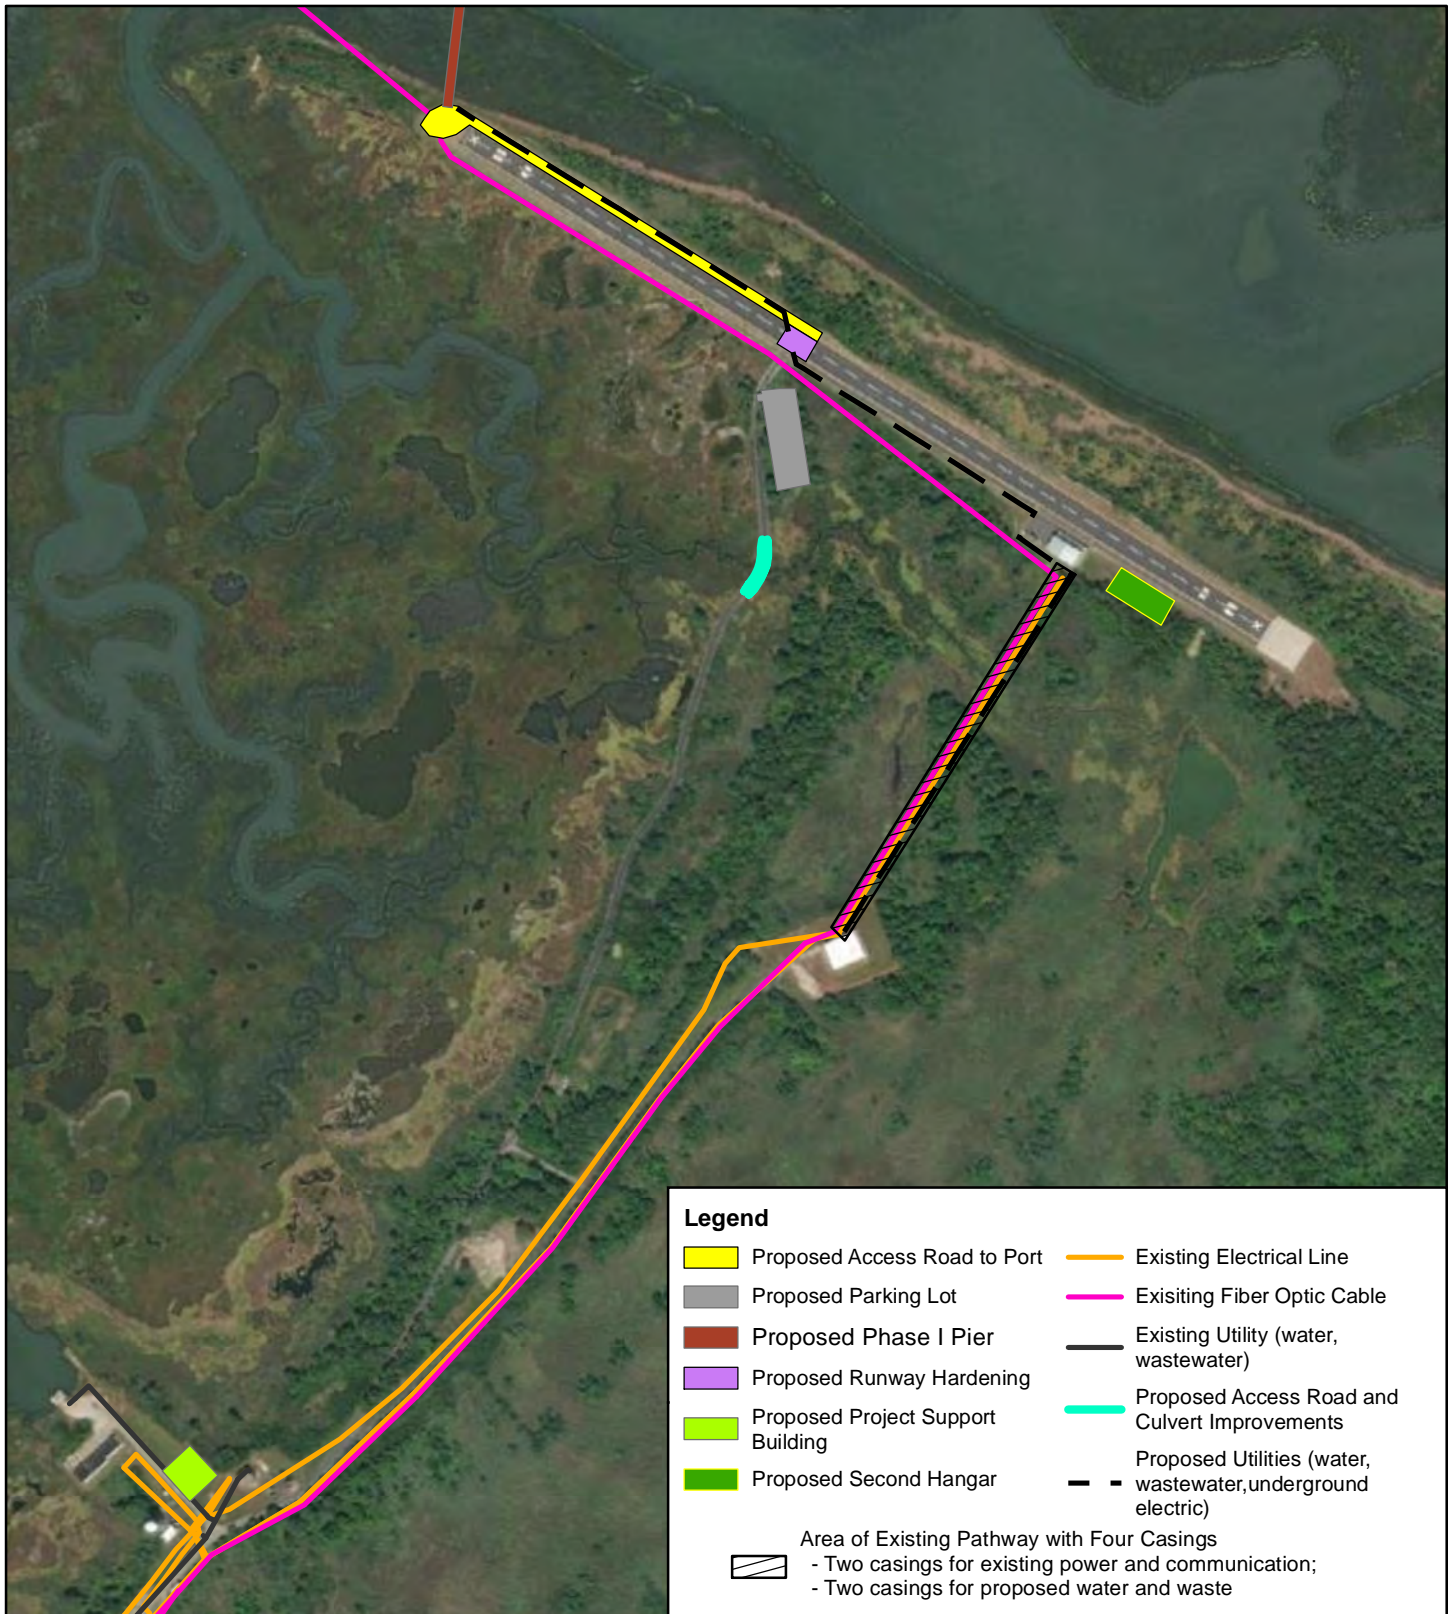 Legend
Proposed Access Road to Port
Proposed Parking Lot
Proposed Phase I Pier
Proposed Runway Hardening
Proposed Project Support
Building
Proposed Second Hangar
Existing Electrical Line
Exisiting Fiber Optic Cable
Existing Utility (water,
wastewater)
Proposed Access Road and
Culvert Improvements
Proposed Utilities (water,
wastewater,underground
electric)
Area of Existing Pathway with Four Casings
- Two casings for existing power and communication;
- Two casings for proposed water and waste